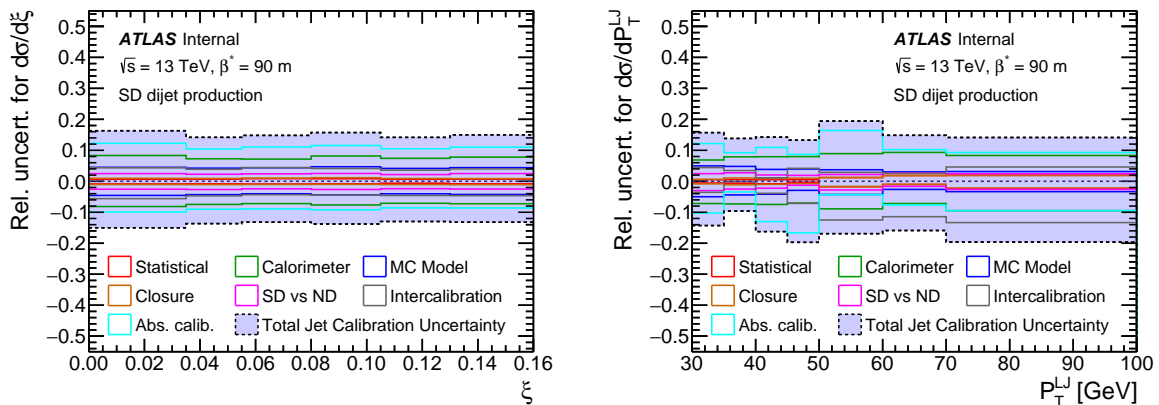 Rel. uncert. for dσ/dξ
0.5
0.4
0.3
0.2
0.1
0.0
−0.1
−0.2
−0.3
−0.4
−0.5
ATLAS Internal
√s = 13 TeV, β* = 90 m
SD dijet production
Statistical
Calorimeter
MC Model
Closure
SD vs ND
Intercalibration
Abs. calib.
Total Jet Calibration Uncertainty
0.00 0.02 0.04 0.06 0.08 0.10 0.12 0.14 0.16
ξ
Rel. uncert. for dσ/dP_T^LJ
0.5
0.4
0.3
0.2
0.1
0.0
−0.1
−0.2
−0.3
−0.4
−0.5
ATLAS Internal
√s = 13 TeV, β* = 90 m
SD dijet production
Statistical
Calorimeter
MC Model
Closure
SD vs ND
Intercalibration
Abs. calib.
Total Jet Calibration Uncertainty
30 40 50 60 70 80 90 100
P_T^LJ [GeV]